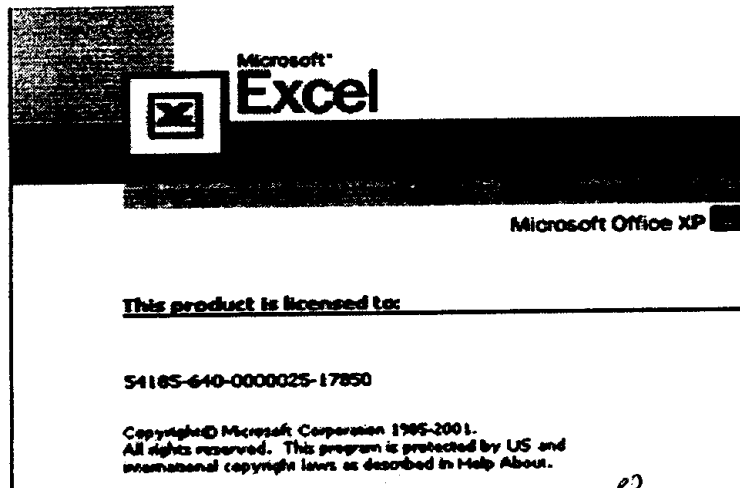 Microsoft®
Excel
Microsoft Office XP
This product is licensed to:
54185-640-0000025-17850
Copyright© Microsoft Corporation 1985-2001.
All rights reserved. This program is protected by US and
international copyright laws as described in Help About.